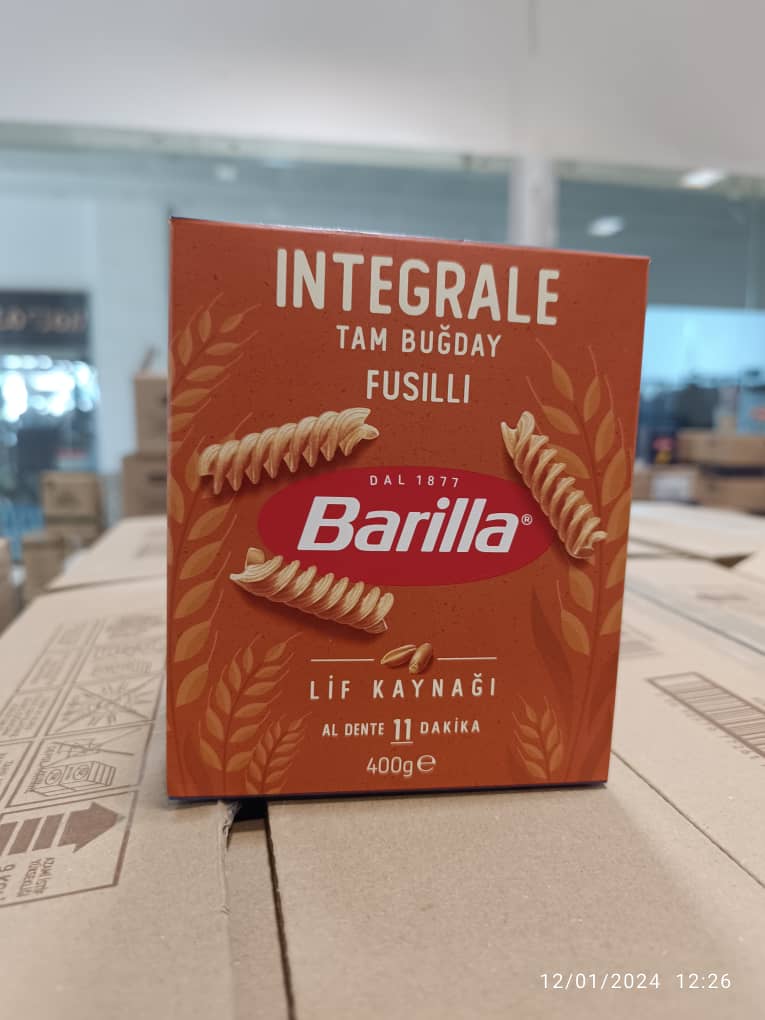 INTEGRALE
TAM BUĞDAY
FUSILLI
DAL 1877
Barilla®
LİF KAYNAĞI
AL DENTE 11 DAKİKA
400g℮
12/01/2024 12:26